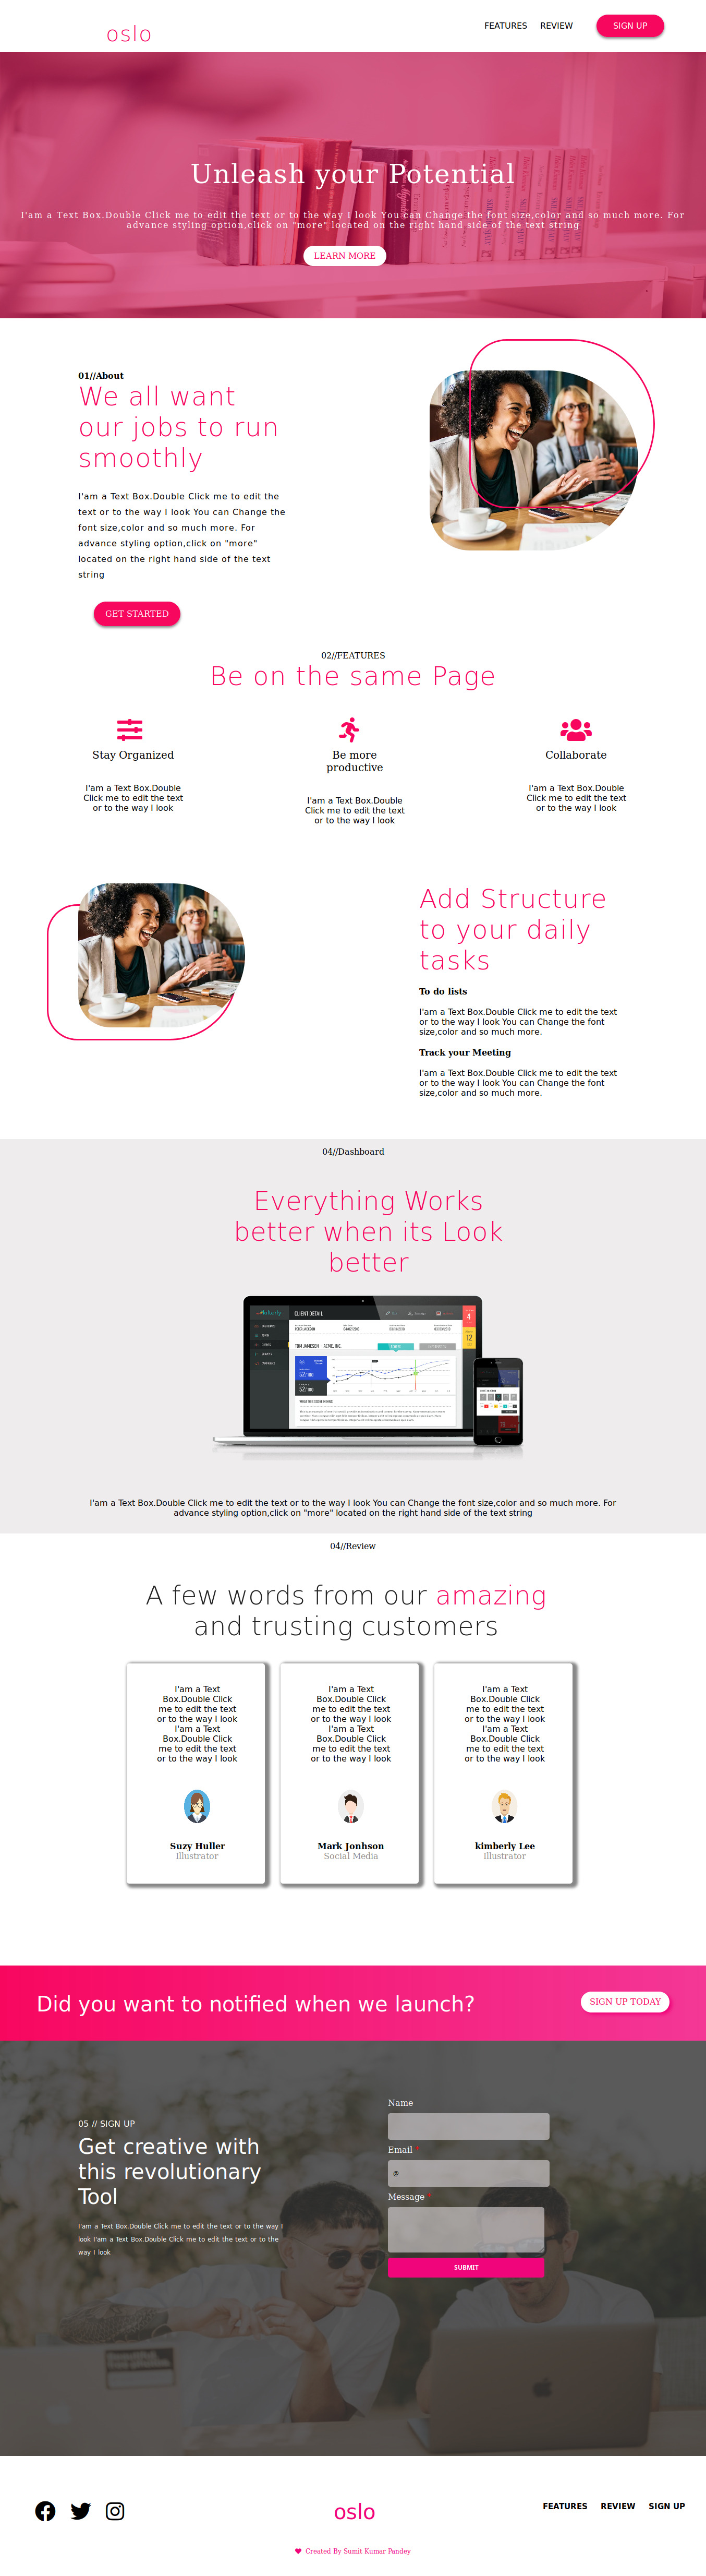 oslo
FEATURES REVIEW SIGN UP
Unleash your Potential
I'am a Text Box.Double Click me to edit the text or to the way I look You can Change the font size,color and so much more. For
advance styling option,click on "more" located on the right hand side of the text string
LEARN MORE
01//About
We all want
our jobs to run
smoothly
I'am a Text Box.Double Click me to edit the
text or to the way I look You can Change the
font size,color and so much more. For
advance styling option,click on "more"
located on the right hand side of the text
string
GET STARTED
02//FEATURES
Be on the same Page
Stay Organized
I'am a Text Box.Double
Click me to edit the text
or to the way I look
Be more
productive
I'am a Text Box.Double
Click me to edit the text
or to the way I look
Collaborate
I'am a Text Box.Double
Click me to edit the text
or to the way I look
Add Structure
to your daily
tasks
To do lists
I'am a Text Box.Double Click me to edit the text
or to the way I look You can Change the font
size,color and so much more.
Track your Meeting
I'am a Text Box.Double Click me to edit the text
or to the way I look You can Change the font
size,color and so much more.
04//Dashboard
Everything Works
better when its Look
better
CLIENT DETAIL
4
12
TOM JAMESON - ACME, INC.
52/100
52/100
I'am a Text Box.Double Click me to edit the text or to the way I look You can Change the font size,color and so much more. For
advance styling option,click on "more" located on the right hand side of the text string
04//Review
A few words from our amazing
and trusting customers
I'am a Text
Box.Double Click
me to edit the text
or to the way I look
I'am a Text
Box.Double Click
me to edit the text
or to the way I look
Suzy Huller
Illustrator
I'am a Text
Box.Double Click
me to edit the text
or to the way I look
I'am a Text
Box.Double Click
me to edit the text
or to the way I look
Mark Jonhson
Social Media
I'am a Text
Box.Double Click
me to edit the text
or to the way I look
I'am a Text
Box.Double Click
me to edit the text
or to the way I look
kimberly Lee
Illustrator
Did you want to notified when we launch?
SIGN UP TODAY
05 // SIGN UP
Get creative with
this revolutionary
Tool
I'am a Text Box.Double Click me to edit the text or to the way I
look I'am a Text Box.Double Click me to edit the text or to the
way I look
Name
Email *
@
Message *
SUBMIT
oslo
FEATURES REVIEW SIGN UP
Created By Sumit Kumar Pandey